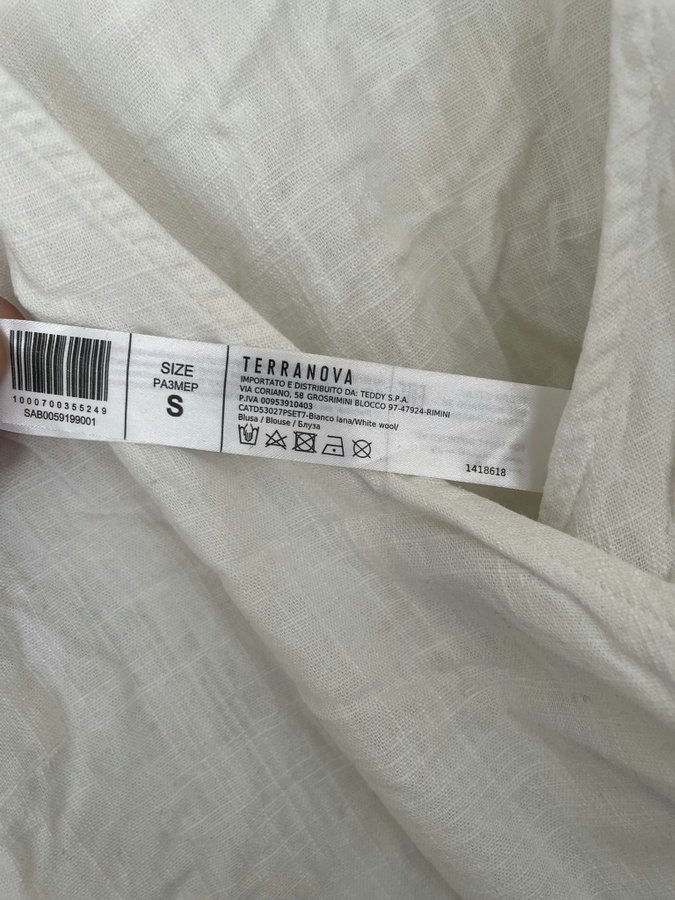 1000700355249
SAB0059199001
SIZE
РАЗМЕР
S
TERRANOVA
IMPORTATO E DISTRIBUITO DA: TEDDY S.P.A.
VIA CORIANO, 58 GROSRIMINI BLOCCO 97-47924-RIMINI
P.IVA 00953910403
CATD53027PSET7-Bianco lana/White wool/
Blusa / Blouse / Блуза
1418618